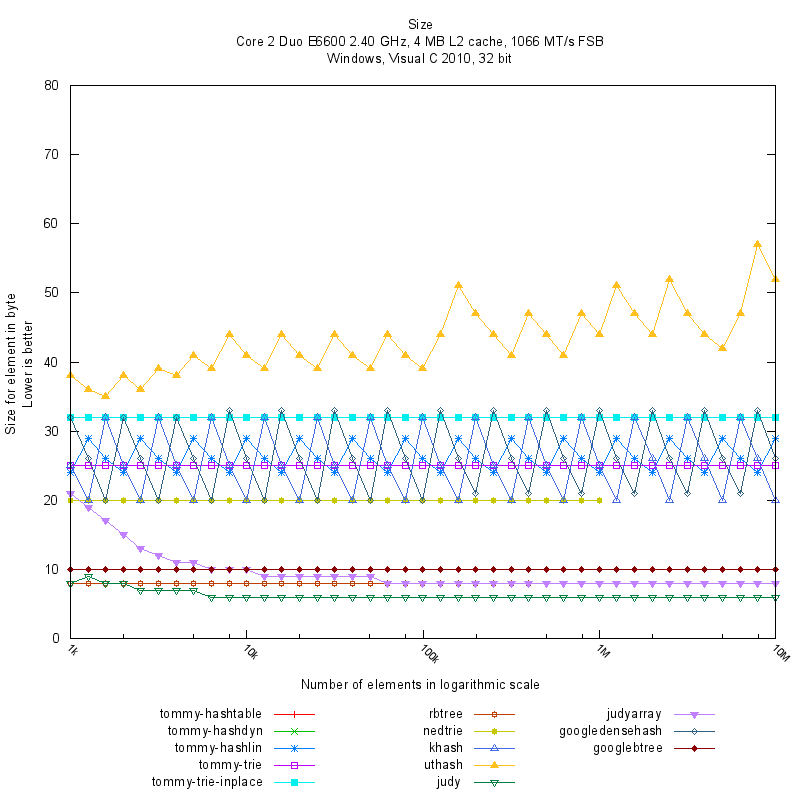 Size
Core 2 Duo E6600 2.40 GHz, 4 MB L2 cache, 1066 MT/s FSB
Windows, Visual C 2010, 32 bit
80
70
60
50
40
30
20
10
0
Size for element in byte
Lower is better
1k
10k
100k
1M
10M
Number of elements in logarithmic scale
tommy-hashtable
tommy-hashdyn
tommy-hashlin
tommy-trie
tommy-trie-inplace
rbtree
nedtrie
khash
uthash
judy
judyarray
googledensehash
googlebtree